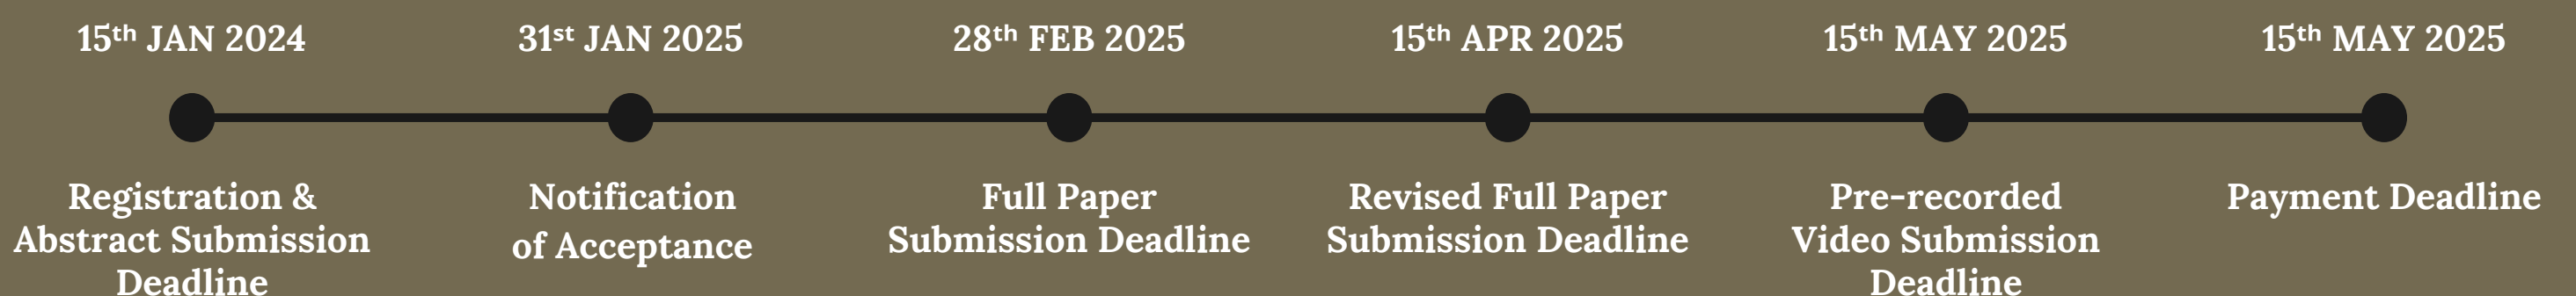 15th JAN 2024
31st JAN 2025
28th FEB 2025
15th APR 2025
15th MAY 2025
15th MAY 2025
Registration &
Abstract Submission
Deadline
Notification
of Acceptance
Full Paper
Submission Deadline
Revised Full Paper
Submission Deadline
Pre-recorded
Video Submission
Deadline
Payment Deadline